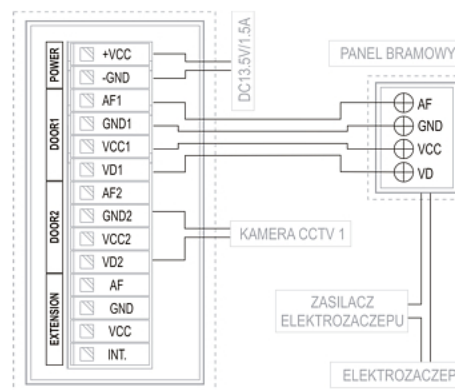 POWER
+VCC
-GND
DC13.5V/1.5A
DOOR1
AF1
GND1
VCC1
VD1
DOOR2
AF2
GND2
VCC2
VD2
EXTENSION
AF
GND
VCC
INT.
KAMERA CCTV 1
PANEL BRAMOWY
AF
GND
VCC
VD
ZASILACZ
ELEKTROZACZEPU
ELEKTROZACZEP